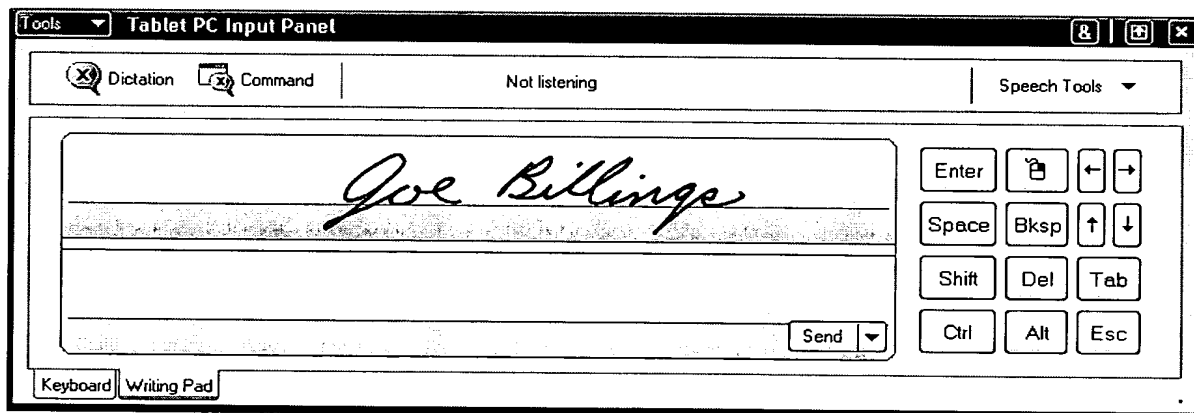 Tools Tablet PC Input Panel &
Dictation Command Not listening Speech Tools
Joe Billings
Enter ← →
Space Bksp ↑ ↓
Shift Del Tab
Send
Ctrl Alt Esc
Keyboard Writing Pad